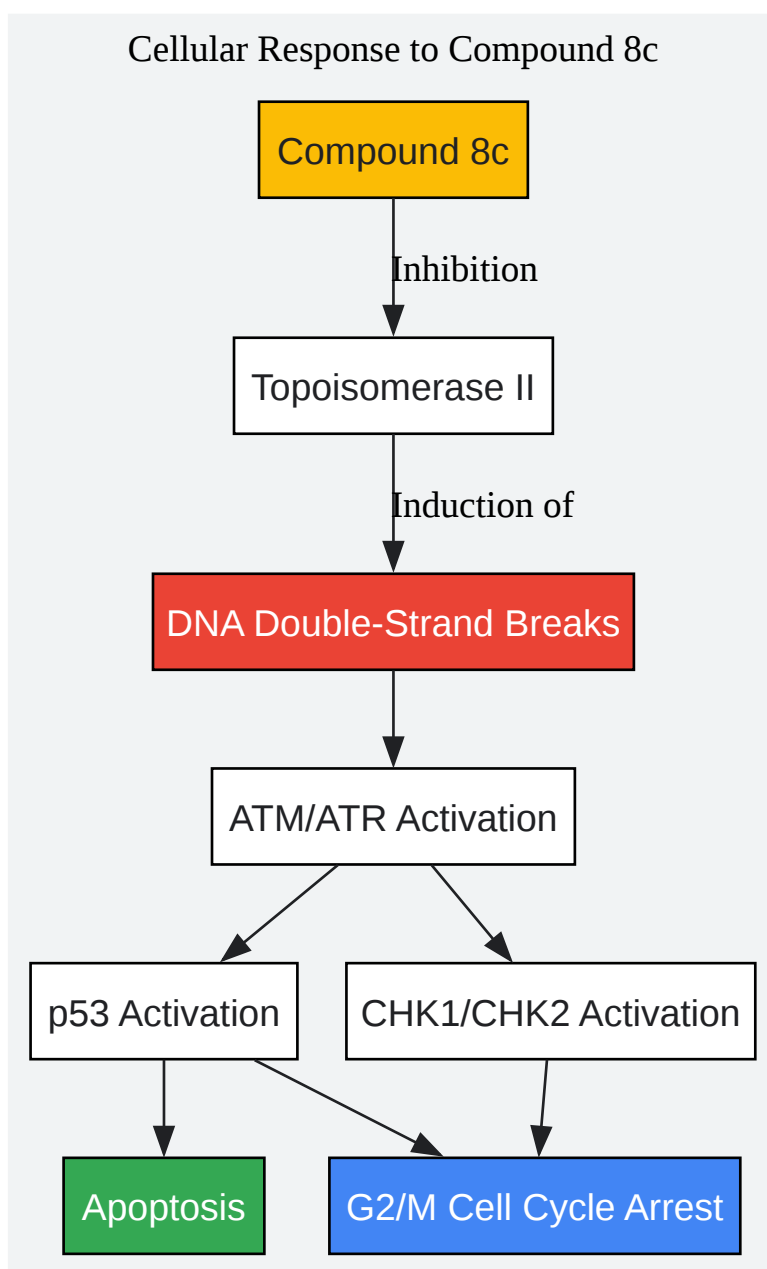 Cellular Response to Compound 8c
Compound 8c
Inhibition
Topoisomerase II
Induction of
DNA Double-Strand Breaks
ATM/ATR Activation
p53 Activation
CHK1/CHK2 Activation
Apoptosis
G2/M Cell Cycle Arrest